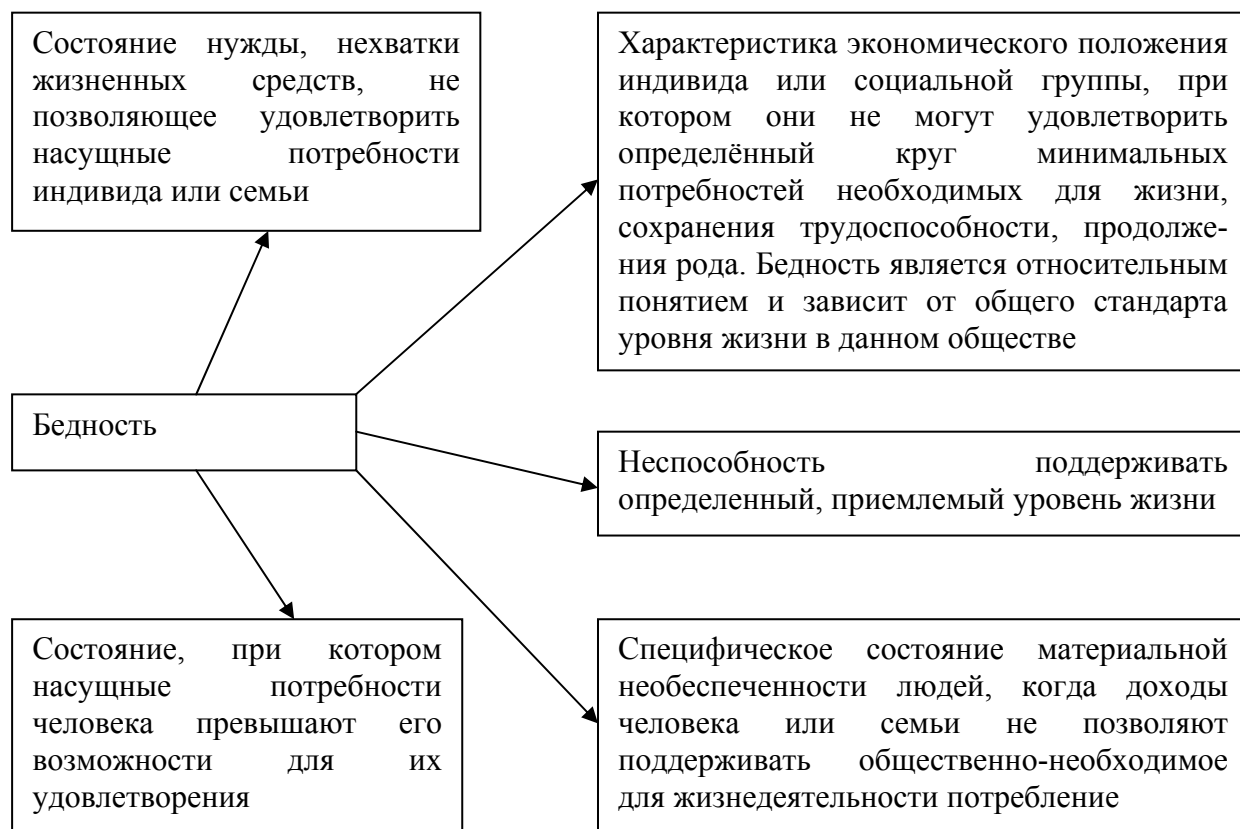 Состояние нужды, нехватки
жизненных средств, не
позволяющее удовлетворить
насущные потребности
индивида или семьи
Характеристика экономического положения
индивида или социальной группы, при
котором они не могут удовлетворить
определённый круг минимальных
потребностей необходимых для жизни,
сохранения трудоспособности, продолже-
ния рода. Бедность является относительным
понятием и зависит от общего стандарта
уровня жизни в данном обществе
Бедность
Неспособность поддерживать
определенный, приемлемый уровень жизни
Состояние, при котором
насущные потребности
человека превышают его
возможности для их
удовлетворения
Специфическое состояние материальной
необеспеченности людей, когда доходы
человека или семьи не позволяют
поддерживать общественно-необходимое
для жизнедеятельности потребление